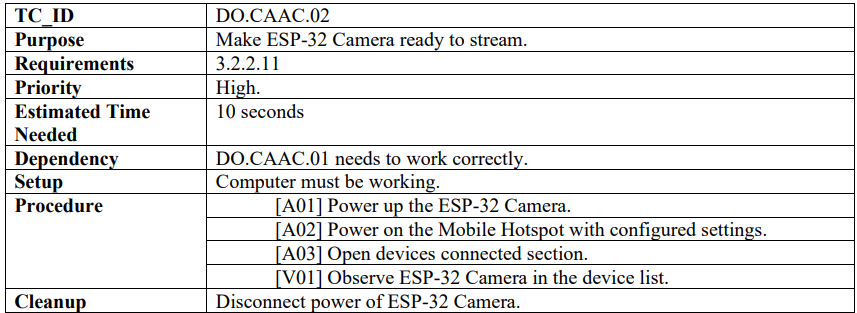 TC_ID DO.CAAC.02
Purpose Make ESP-32 Camera ready to stream.
Requirements 3.2.2.11
Priority High.
Estimated Time 10 seconds
Needed
Dependency DO.CAAC.01 needs to work correctly.
Setup Computer must be working.
Procedure [A01] Power up the ESP-32 Camera.
[A02] Power on the Mobile Hotspot with configured settings.
[A03] Open devices connected section.
[V01] Observe ESP-32 Camera in the device list.
Cleanup Disconnect power of ESP-32 Camera.